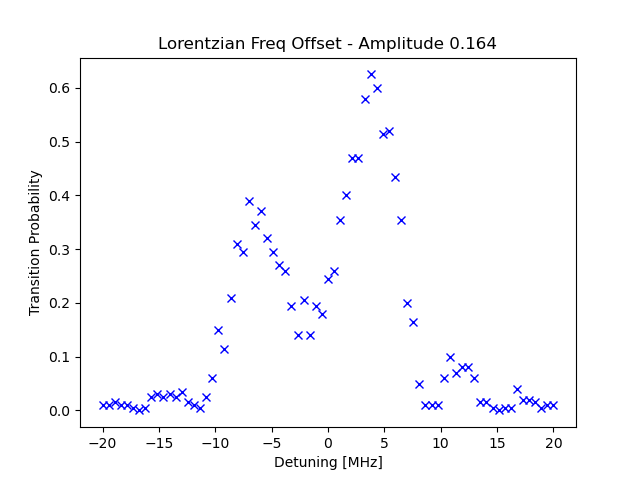 Lorentzian Freq Offset - Amplitude 0.164
Transition Probability
0.6
0.5
0.4
0.3
0.2
0.1
0.0
−20 −15 −10 −5 0 5 10 15 20
Detuning [MHz]